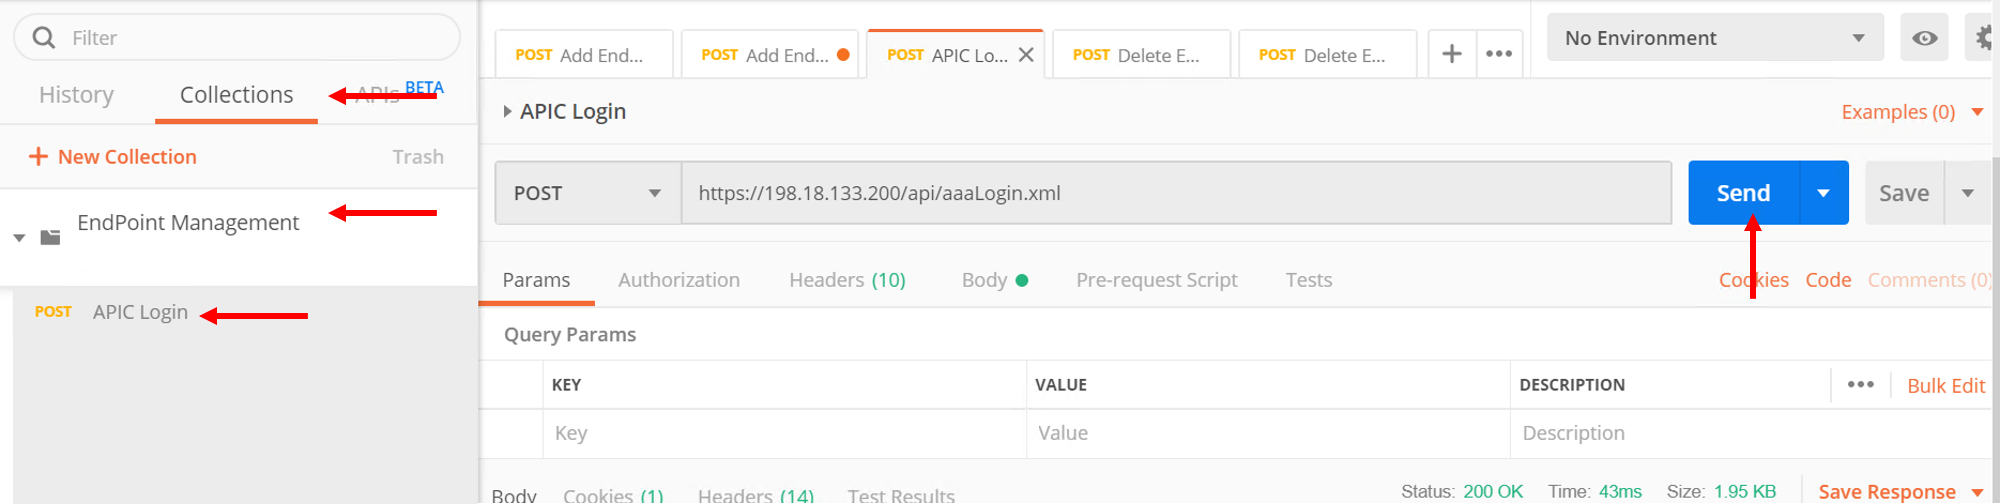 Filter
History Collections APIs BETA
+ New Collection Trash
EndPoint Management
POST APIC Login
POST Add End... POST Add End... POST APIC Lo... POST Delete E... POST Delete E... + ••• No Environment
APIC Login Examples (0)
POST https://198.18.133.200/api/aaaLogin.xml Send Save
Params Authorization Headers (10) Body Pre-request Script Tests Cookies Code Comments (0)
Query Params
KEY VALUE DESCRIPTION ••• Bulk Edit
Key Value Description
Body Cookies (1) Headers (14) Test Results Status: 200 OK Time: 43ms Size: 1.95 KB Save Response